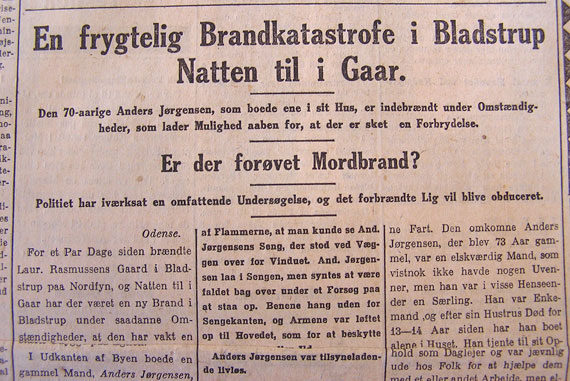 En frygtelig Brandkatastrofe i Bladstrup
Natten til i Gaar.
Den 70-aarige Anders Jørgensen, som boede ene i sit Hus, er indebrændt under Omstændig-
heder, som lader Mulighed aaben for, at der er sket en Forbrydelse.
Er der forøvet Mordbrand?
Politiet har iværksat en omfattende Undersøgelse, og det forbrændte Lig vil blive obduceret.
Odense.
For et Par Dage siden brændte
Laur. Rasmussens Gaard i Blad-
strup paa Nordfyn, og Natten til i
Gaar har der været en ny Brand i
Bladstrup under saadanne Om-
stændigheder, at den har vakt en
I Udkanten af Byen boede en
gammel Mand, Anders Jørgensen,
af Flammerne, at man kunde se And.
Jørgensens Seng, der stod ved Væg-
gen over for Vinduet. And. Jørgen-
sen laa i Sengen, men syntes at være
faldet bag over under et Forsøg paa
at staa op. Benene hang uden for
Sengekanten, og Armene var løftet
op til Hovedet, som for at beskytte
Anders Jørgensen var tilsyneladen-
de livløs.
ne Fart. Den omkomne Anders
Jørgensen, der blev 73 Aar gam-
mel, var en elskværdig Mand, som
vistnok ikke havde nogen Uven-
ner, men han var i visse Henseen-
der en Særling. Han var Enke-
mand, og efter sin Hustrus Død for
13—14 Aar siden har han boet
alene i Huset. Han tjente til sit Op-
hold som Daglejer og var jævnlig
ude hos Folk for at hjælpe dem
med et eller andet Arbejde, men el-